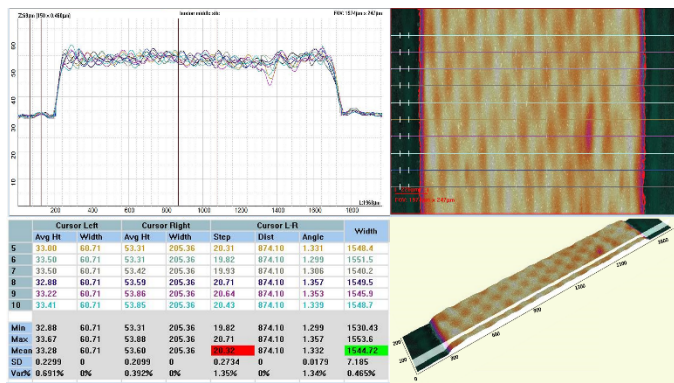 Z:60µm [150 x 0.460µm]
FOV: 1974µm x 247µm
60
50
40
30
20
10
200 400 600 800 1000 1200 1400 1600 1800
L:1968µm
Cursor Left Cursor Right Cursor L-R Width
Avg Ht Width Avg Ht Width Step Dist Angle
5 33.00 60.71 53.31 205.36 20.31 874.10 1.331 1548.4
6 33.50 60.71 53.31 205.36 19.82 874.10 1.299 1551.5
7 33.50 60.71 53.42 205.36 19.93 874.10 1.306 1540.2
8 32.88 60.71 53.59 205.36 20.71 874.10 1.357 1549.5
9 33.22 60.71 53.86 205.36 20.64 874.10 1.353 1545.9
10 33.41 60.71 53.85 205.36 20.43 874.10 1.339 1548.7
Min 32.88 60.71 53.31 205.36 19.82 874.10 1.299 1530.43
Max 33.67 60.71 53.88 205.36 20.71 874.10 1.357 1553.6
Mean 33.28 60.71 53.60 205.36 20.32 874.10 1.332 1544.72
SD 0.2299 0 0.2099 0 0.2734 0 0.0179 7.185
Var% 0.691% 0% 0.392% 0% 1.35% 0% 1.34% 0.465%